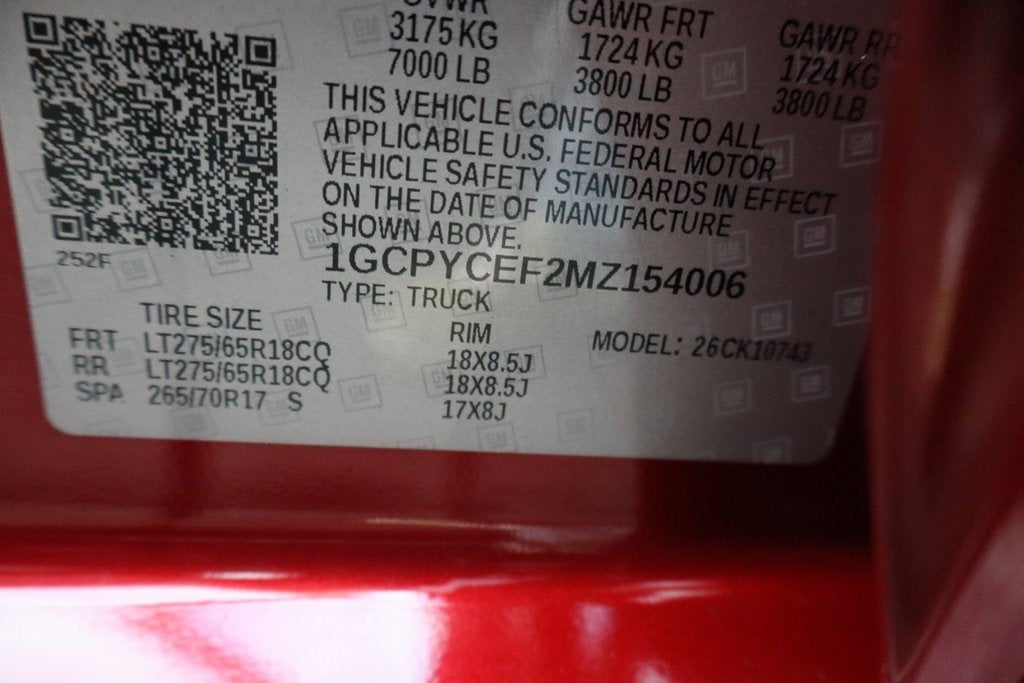 GVWR
3175 KG
7000 LB
GAWR FRT
1724 KG
3800 LB
GAWR RR
1724 KG
3800 LB
THIS VEHICLE CONFORMS TO ALL
APPLICABLE U.S. FEDERAL MOTOR
VEHICLE SAFETY STANDARDS IN EFFECT
ON THE DATE OF MANUFACTURE
SHOWN ABOVE.
1GCPYCEF2MZ154006
TYPE: TRUCK
252F
TIRE SIZE RIM MODEL: 26CK10743
FRT LT275/65R18CQ 18X8.5J
RR LT275/65R18CQ 18X8.5J
SPA 265/70R17 S 17X8J